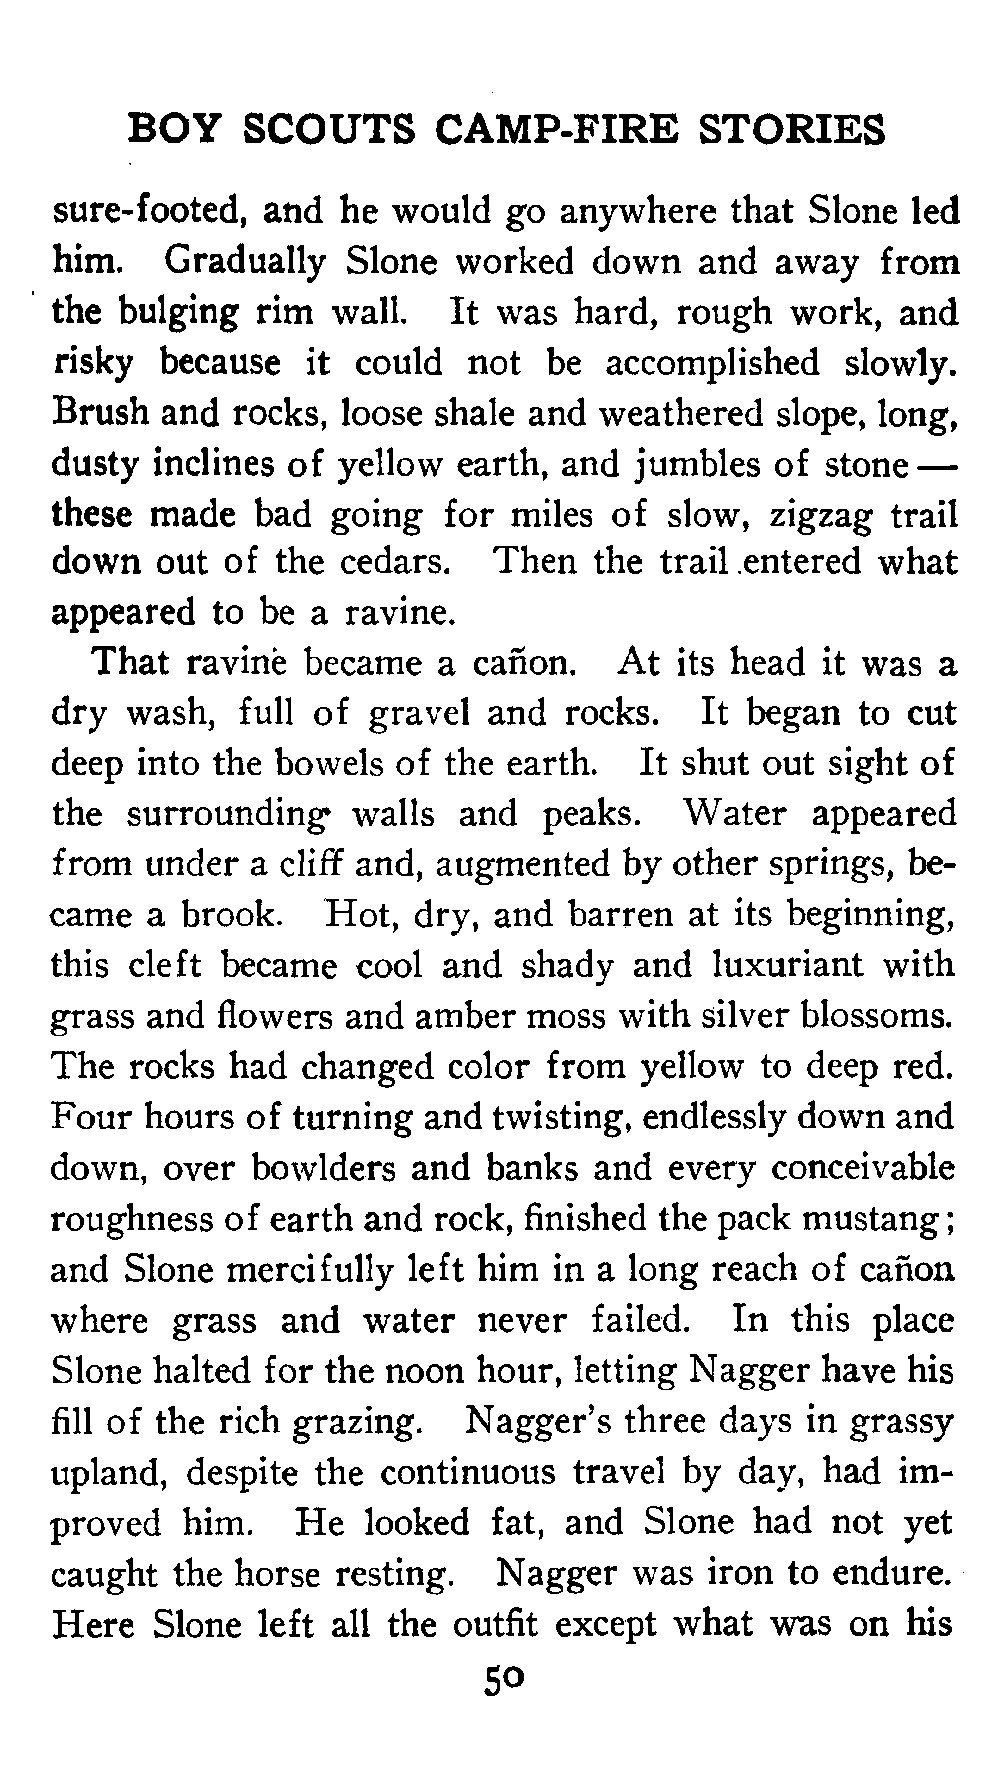 BOY SCOUTS CAMP-FIRE STORIES
sure-footed, and he would go anywhere that Slone led
him. Gradually Slone worked down and away from
the bulging rim wall. It was hard, rough work, and
risky because it could not be accomplished slowly.
Brush and rocks, loose shale and weathered slope, long,
dusty inclines of yellow earth, and jumbles of stone —
these made bad going for miles of slow, zigzag trail
down out of the cedars. Then the trail entered what
appeared to be a ravine.
That ravine became a cañon. At its head it was a
dry wash, full of gravel and rocks. It began to cut
deep into the bowels of the earth. It shut out sight of
the surrounding walls and peaks. Water appeared
from under a cliff and, augmented by other springs, be-
came a brook. Hot, dry, and barren at its beginning,
this cleft became cool and shady and luxuriant with
grass and flowers and amber moss with silver blossoms.
The rocks had changed color from yellow to deep red.
Four hours of turning and twisting, endlessly down and
down, over bowlders and banks and every conceivable
roughness of earth and rock, finished the pack mustang;
and Slone mercifully left him in a long reach of cañon
where grass and water never failed. In this place
Slone halted for the noon hour, letting Nagger have his
fill of the rich grazing. Nagger's three days in grassy
upland, despite the continuous travel by day, had im-
proved him. He looked fat, and Slone had not yet
caught the horse resting. Nagger was iron to endure.
Here Slone left all the outfit except what was on his
50